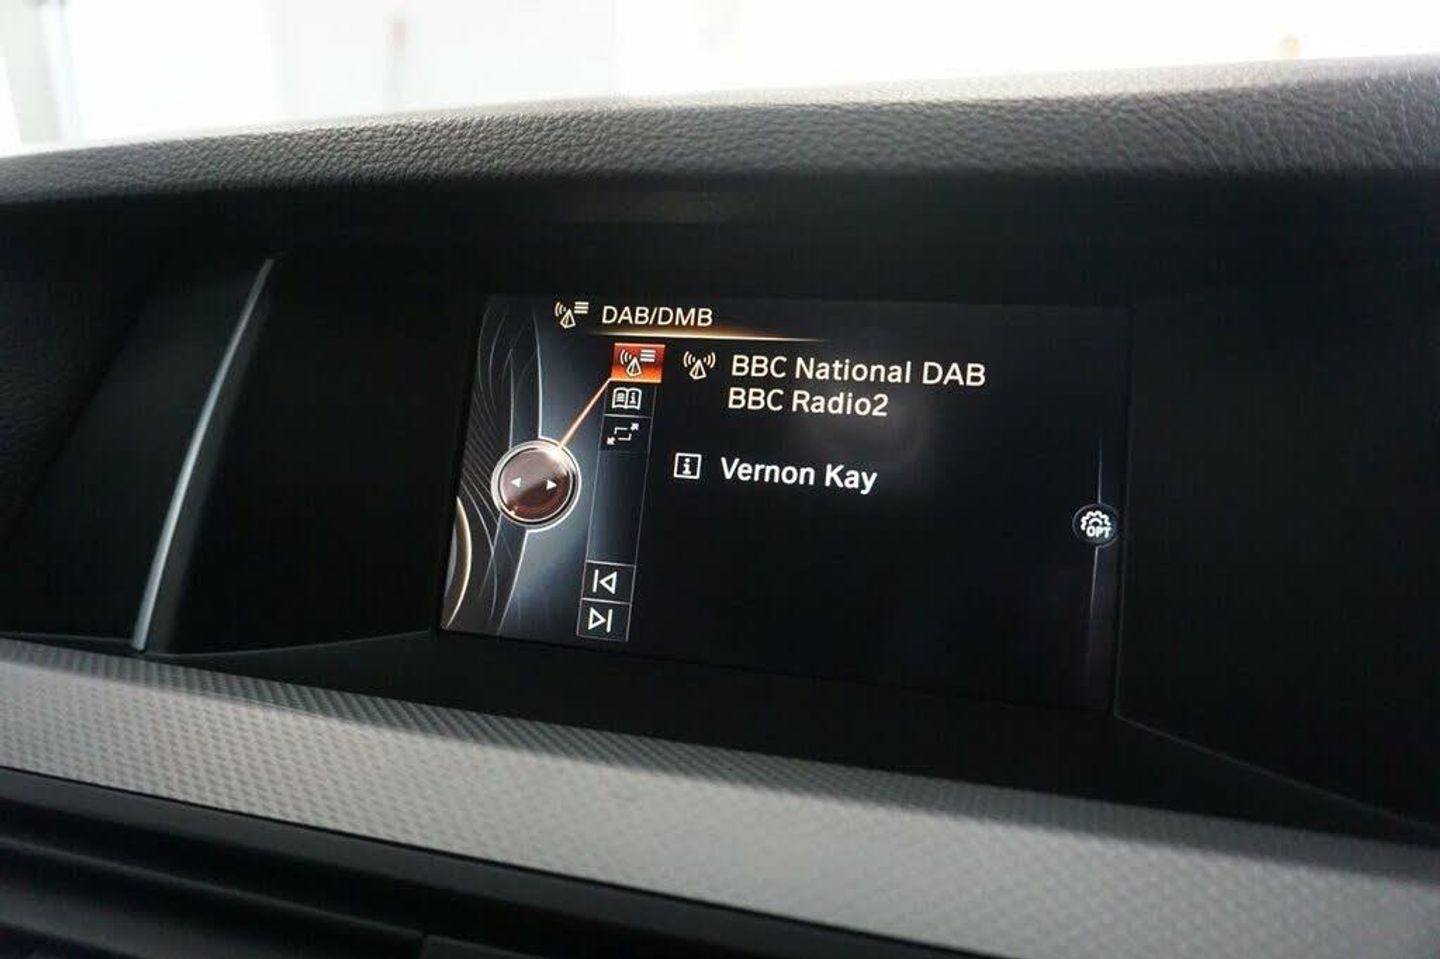 DAB/DMB
BBC National DAB
BBC Radio2
Vernon Kay
OPT